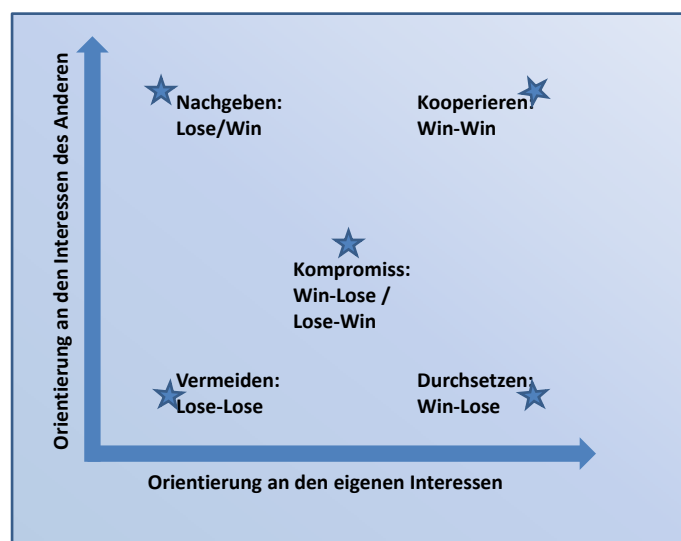 Orientierung an den Interessen des Anderen
Nachgeben:
Lose/Win
Kooperieren:
Win-Win
Kompromiss:
Win-Lose /
Lose-Win
Vermeiden:
Lose-Lose
Durchsetzen:
Win-Lose
Orientierung an den eigenen Interessen